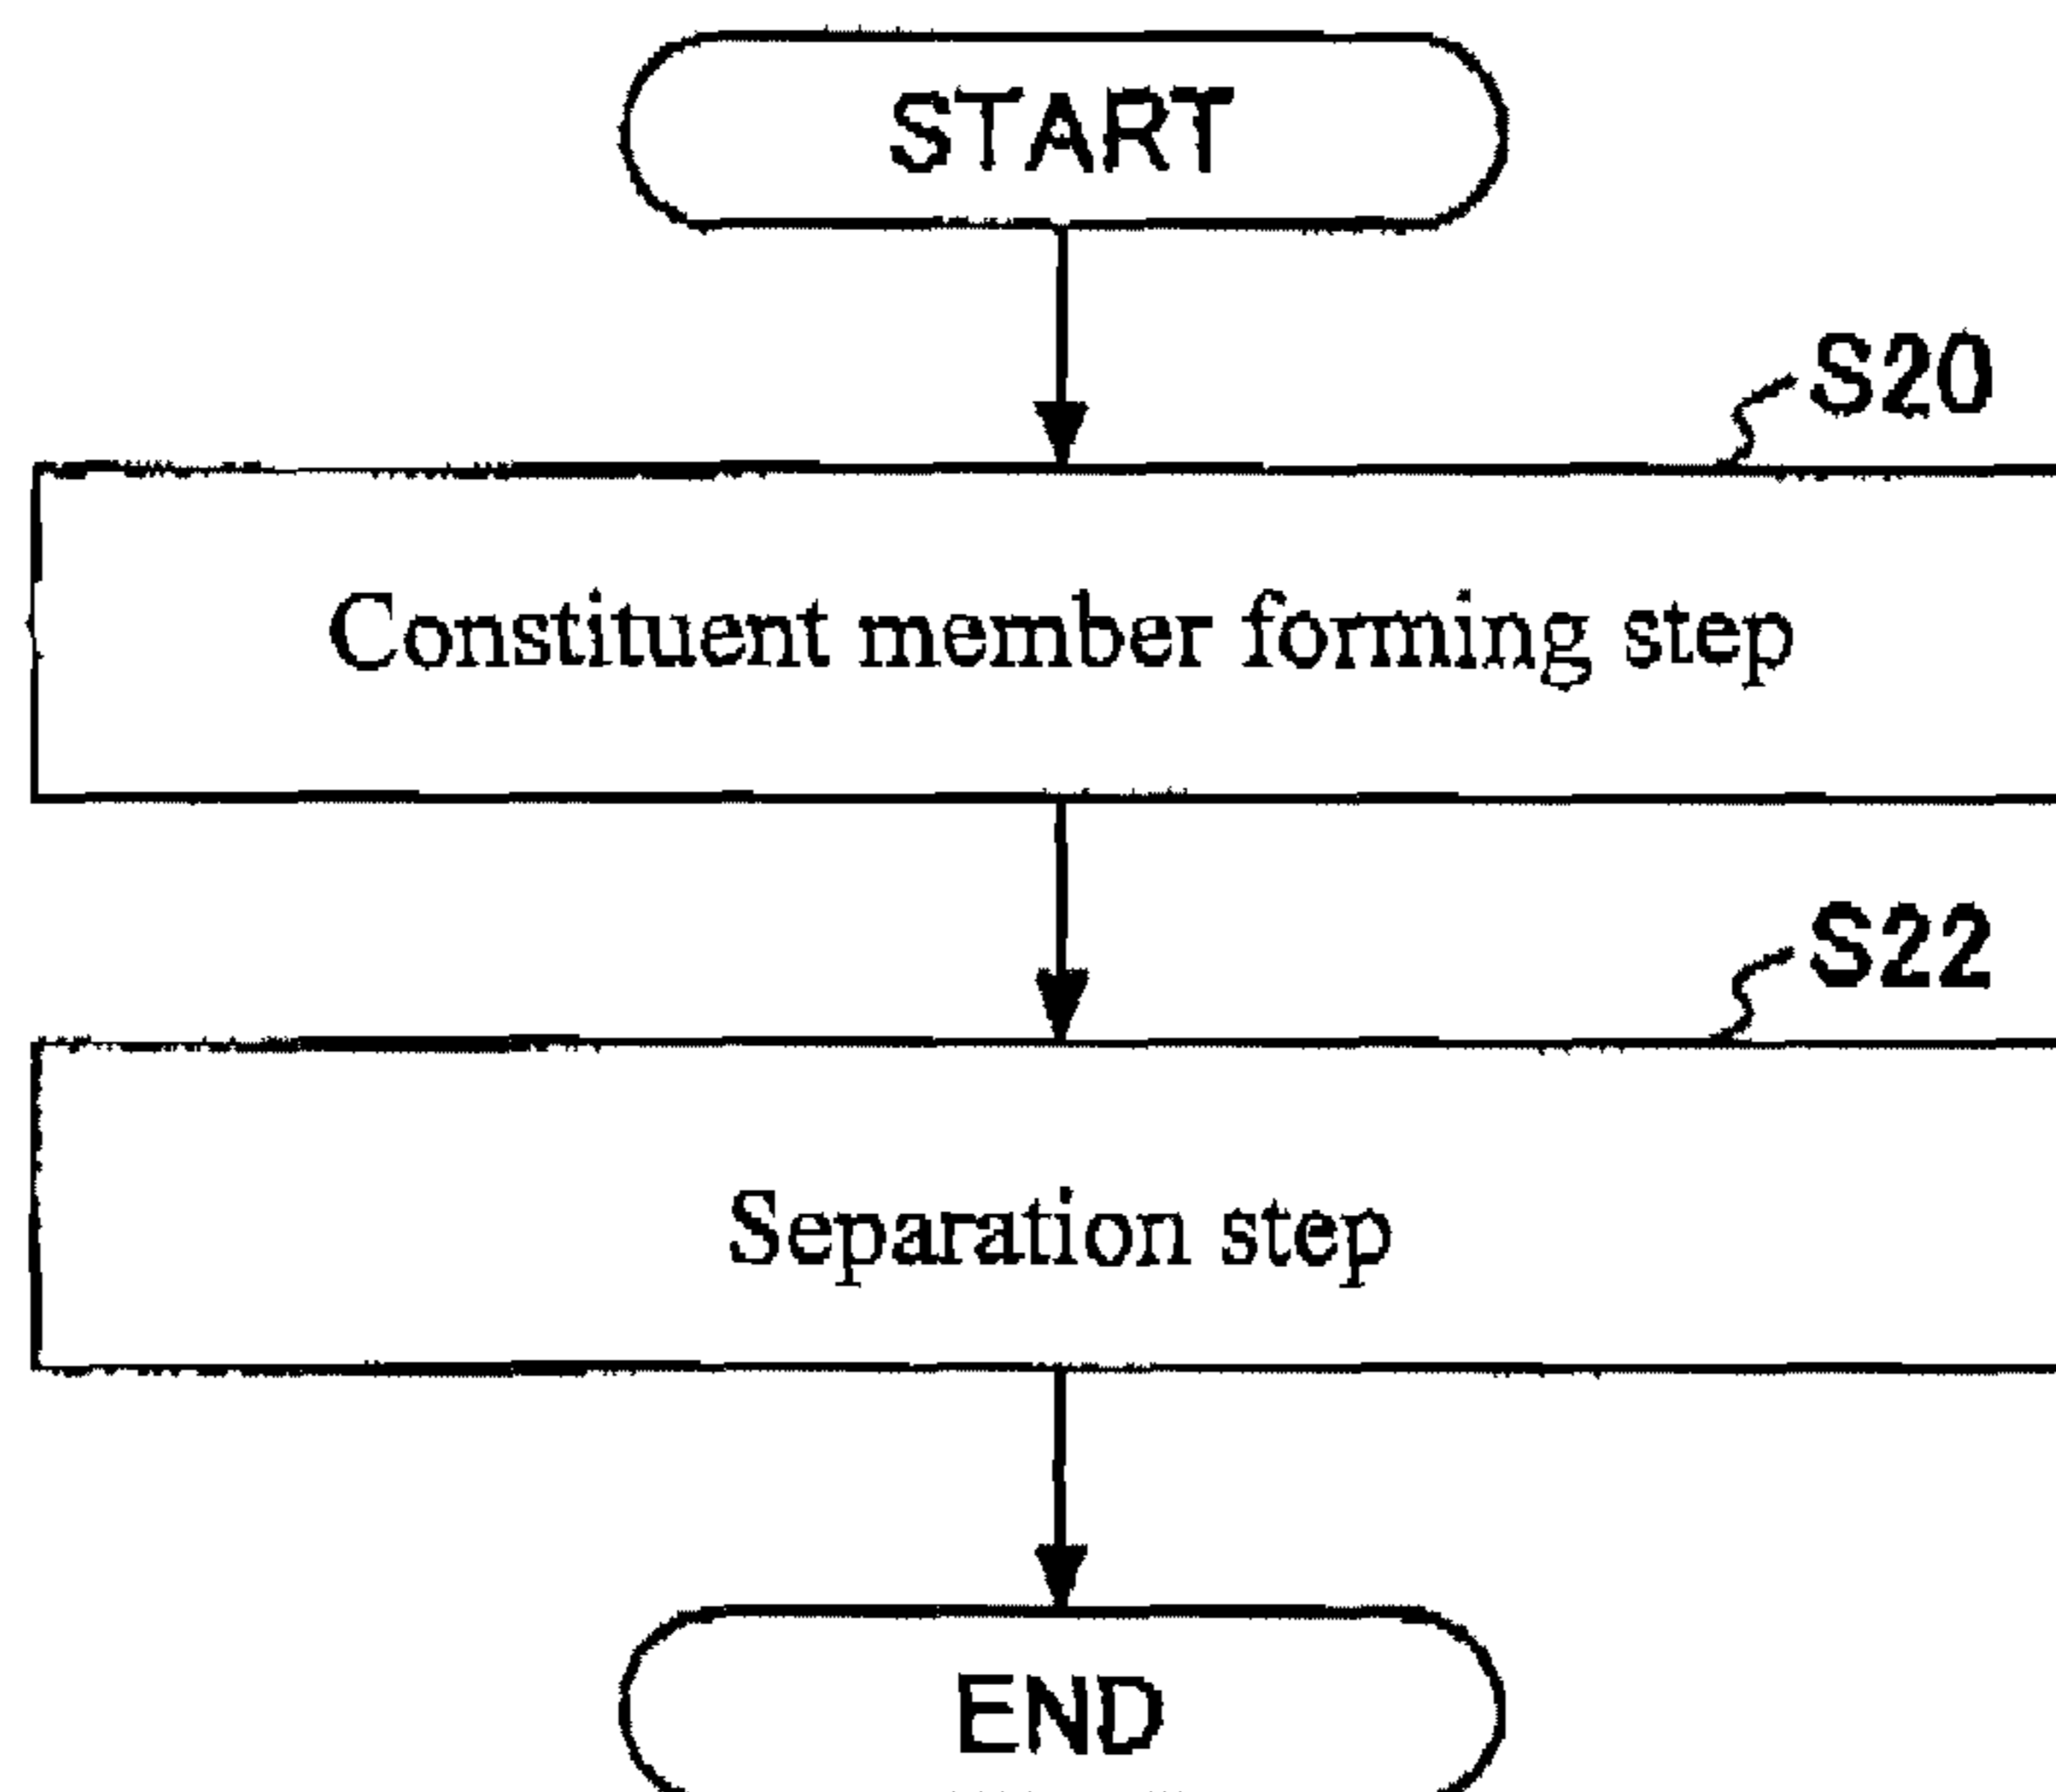 START
S20
Constituent member forming step
S22
Separation step
END